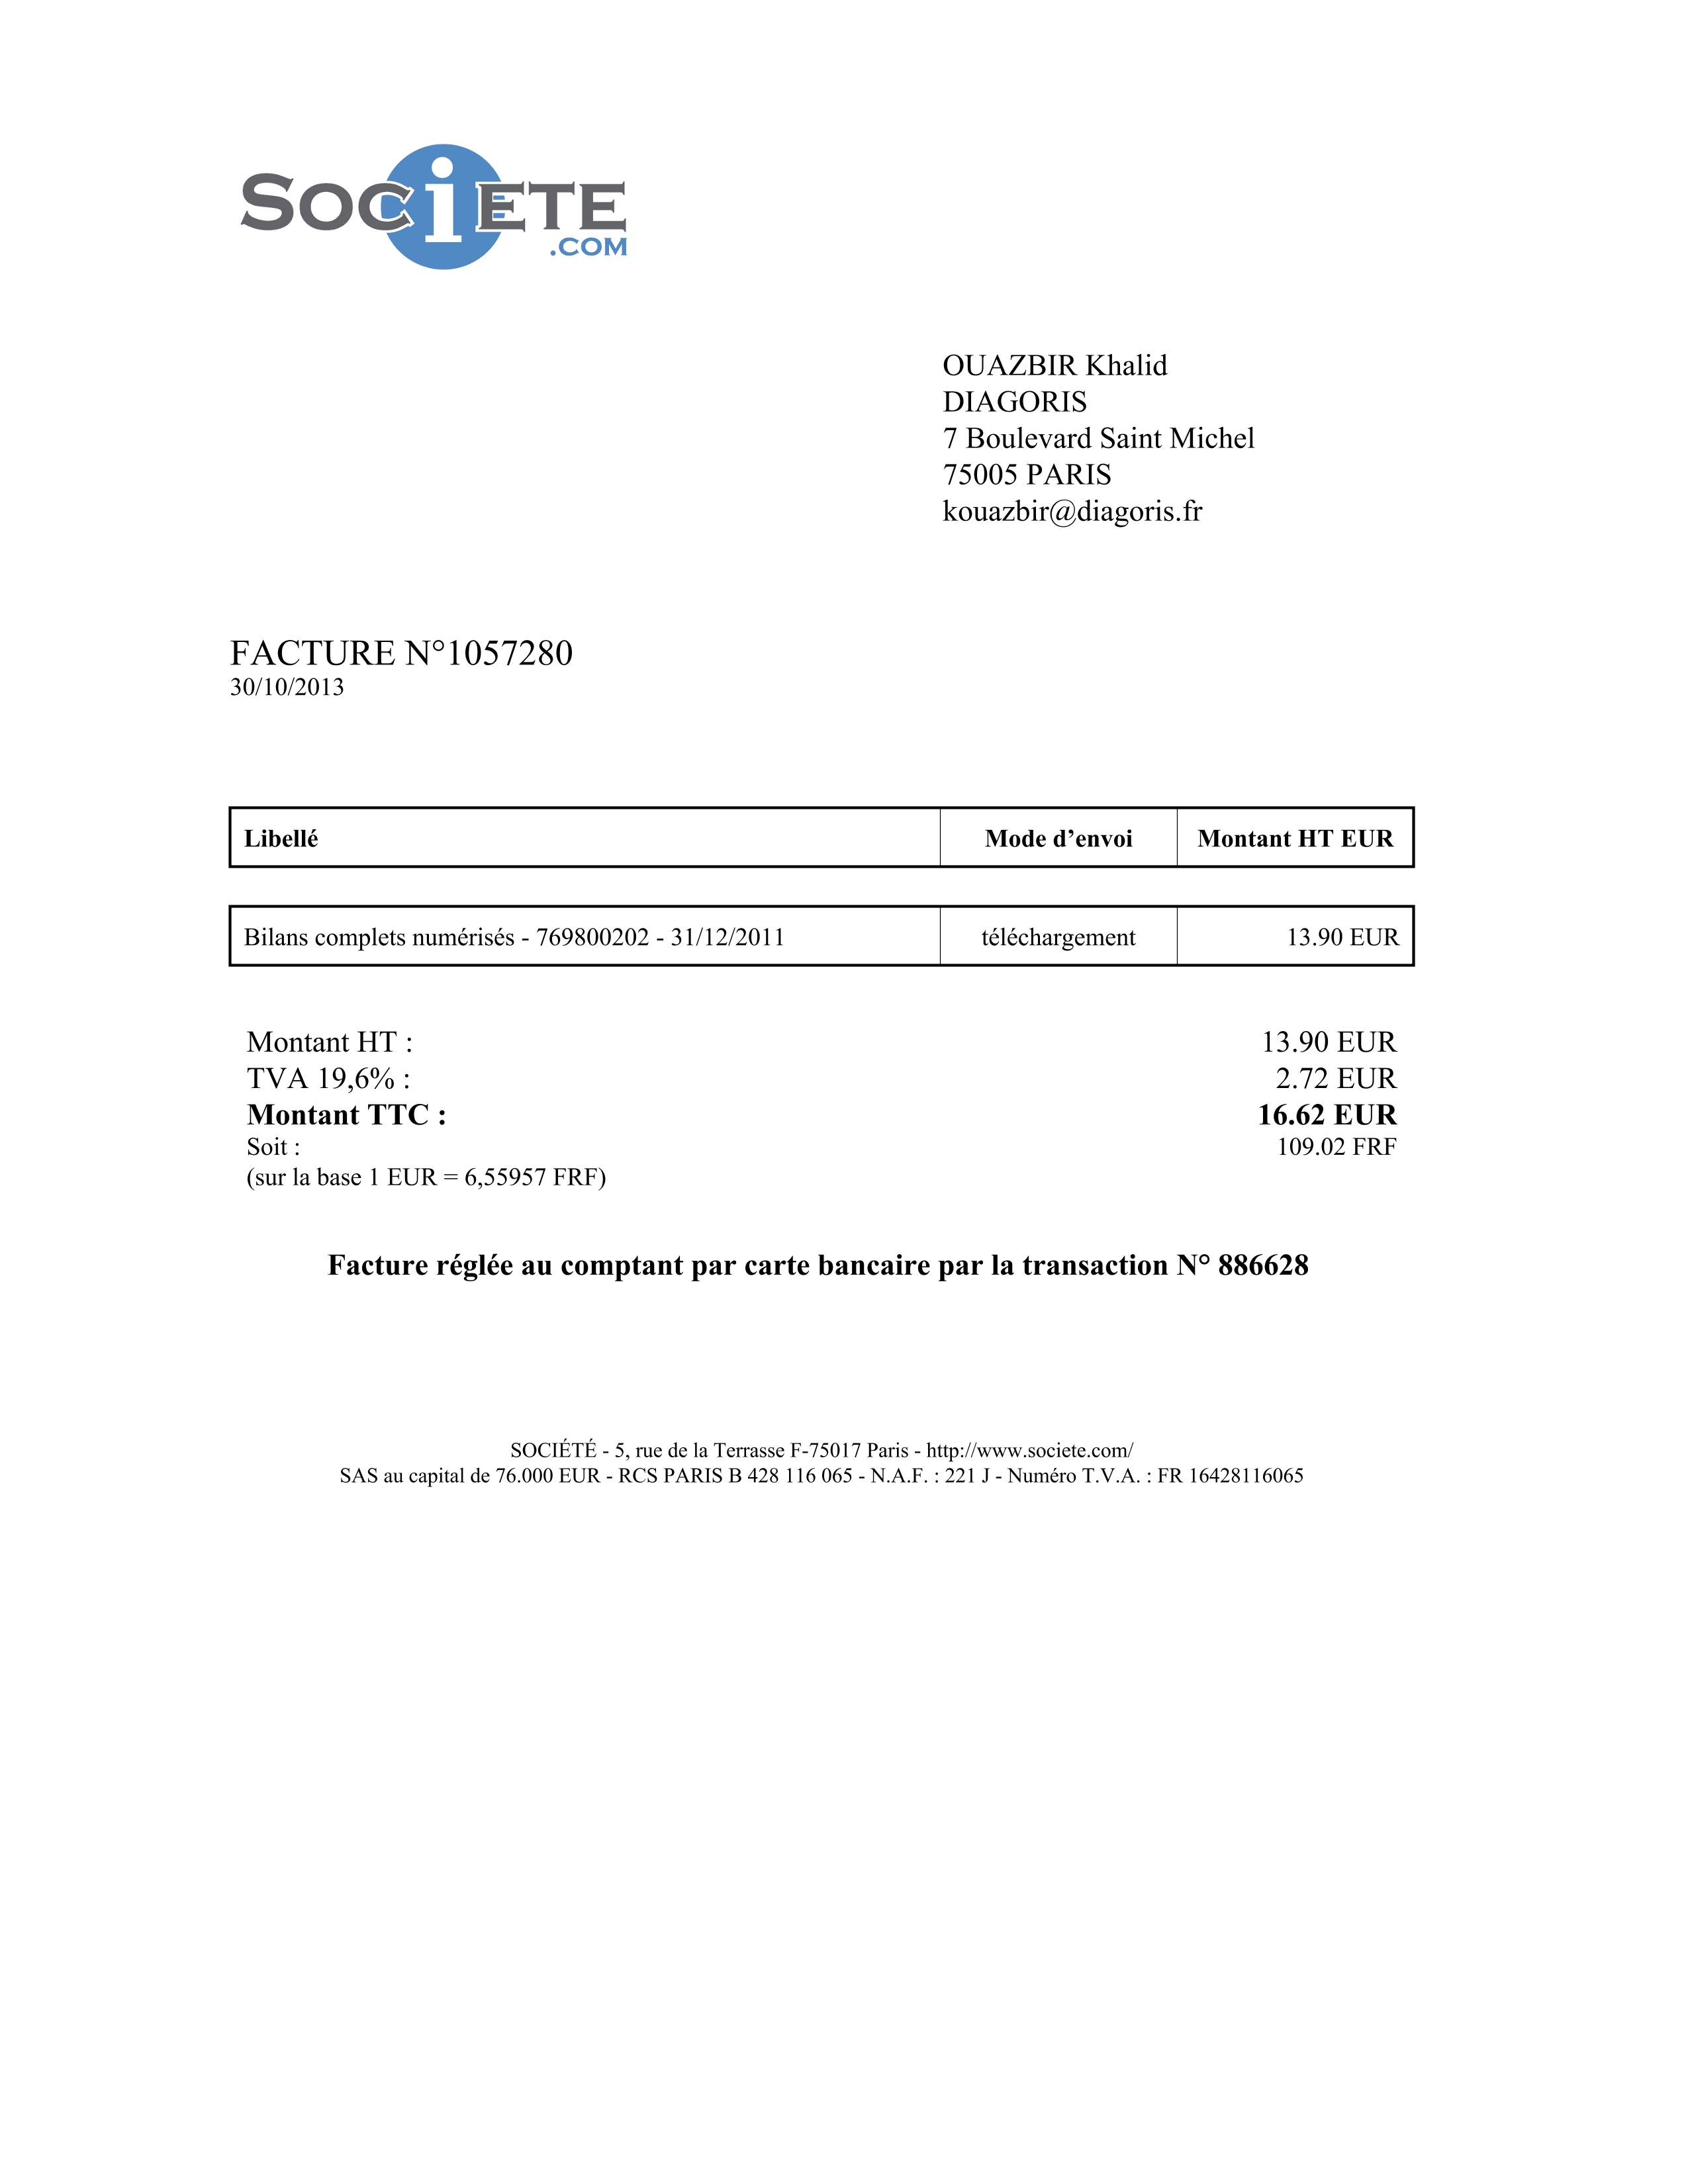 SOCiETE
.COM
OUAZBIR Khalid
DIAGORIS
7 Boulevard Saint Michel
75005 PARIS
kouazbir@diagoris.fr
FACTURE N°1057280
30/10/2013
Libellé Mode d’envoi Montant HT EUR
Bilans complets numérisés - 769800202 - 31/12/2011 téléchargement 13.90 EUR
Montant HT : 13.90 EUR
TVA 19,6% : 2.72 EUR
Montant TTC : 16.62 EUR
Soit : 109.02 FRF
(sur la base 1 EUR = 6,55957 FRF)
Facture réglée au comptant par carte bancaire par la transaction N° 886628
SOCIÉTÉ - 5, rue de la Terrasse F-75017 Paris - http://www.societe.com/
SAS au capital de 76.000 EUR - RCS PARIS B 428 116 065 - N.A.F. : 221 J - Numéro T.V.A. : FR 16428116065